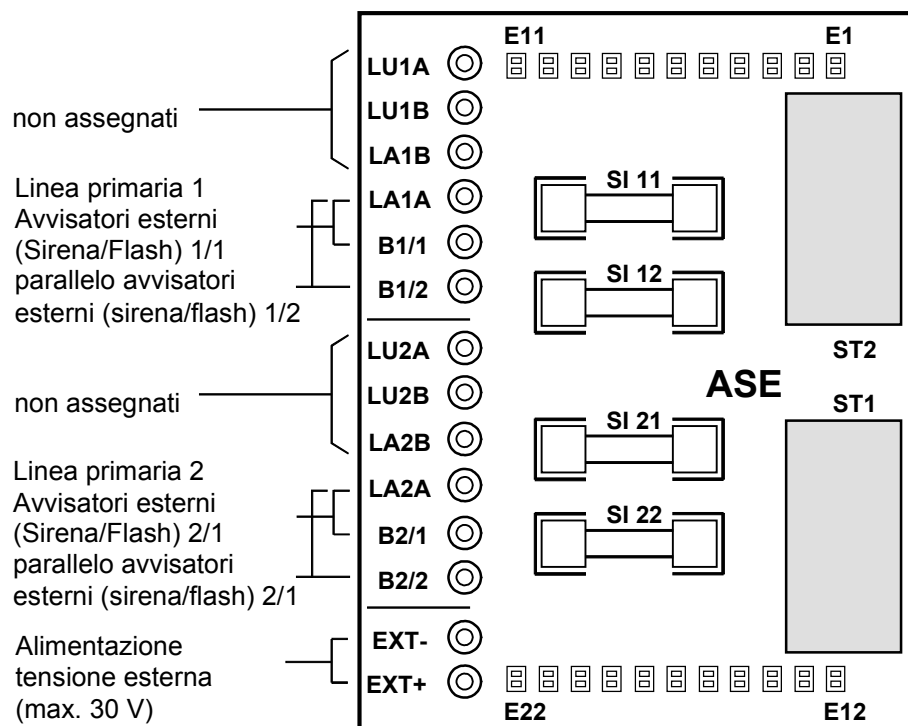 E11
E1
LU1A
LU1B
LA1B
non assegnati
SI 11
Linea primaria 1
Avvisatori esterni
(Sirena/Flash) 1/1
parallelo avvisatori
esterni (sirena/flash) 1/2
LA1A
B1/1
B1/2
SI 12
ST2
LU2A
LU2B
LA2B
non assegnati
ASE
ST1
SI 21
Linea primaria 2
Avvisatori esterni
(Sirena/Flash) 2/1
parallelo avvisatori
esterni (sirena/flash) 2/1
LA2A
B2/1
B2/2
SI 22
Alimentazione
tensione esterna
(max. 30 V)
EXT-
EXT+
E22
E12